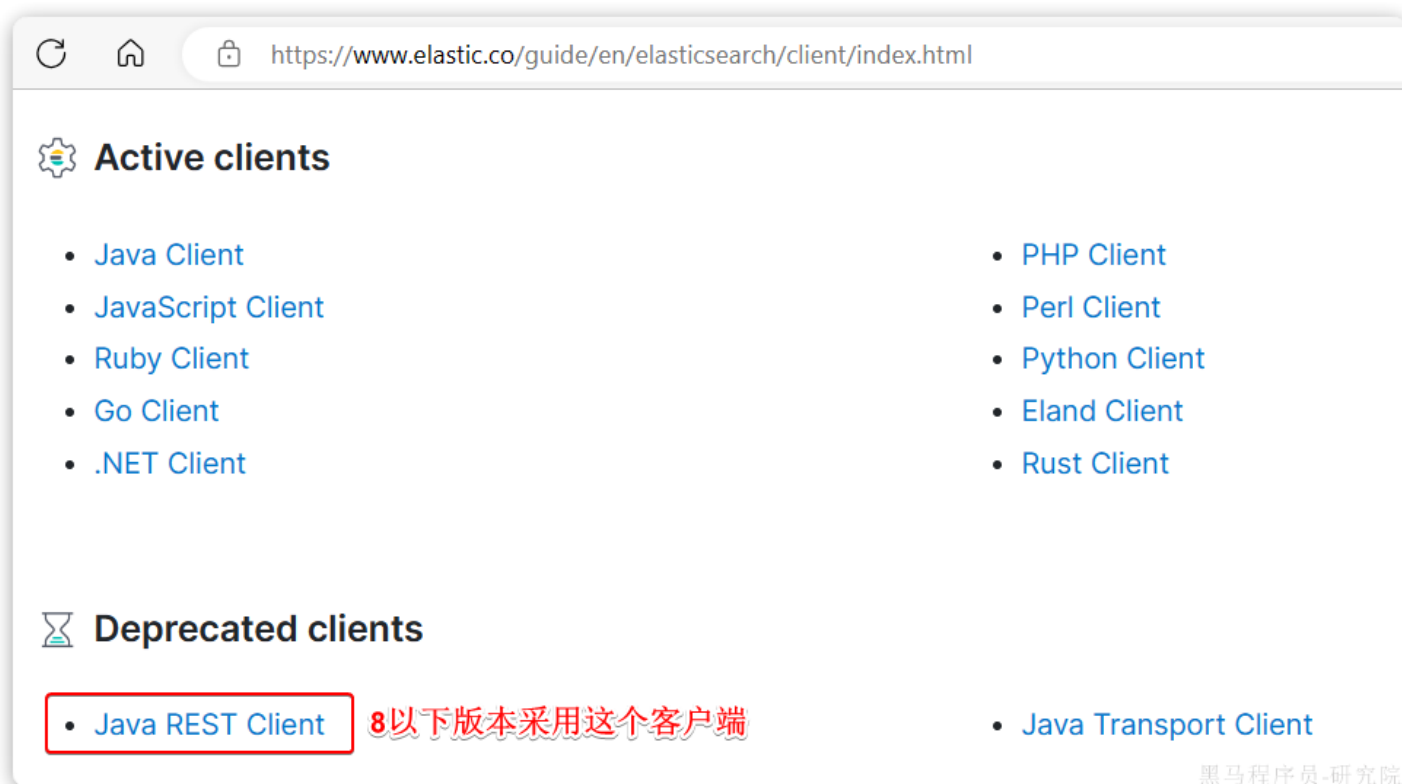 https://www.elastic.co/guide/en/elasticsearch/client/index.html
Active clients
Java Client
JavaScript Client
Ruby Client
Go Client
.NET Client
PHP Client
Perl Client
Python Client
Eland Client
Rust Client
Deprecated clients
Java REST Client
8以下版本采用这个客户端
Java Transport Client
黑马程序员-研究院